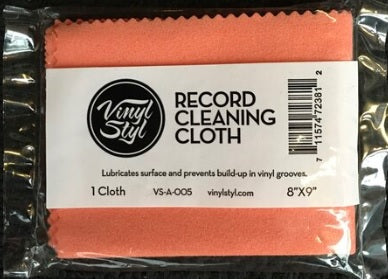 Vinyl
Styl
RECORD
CLEANING
CLOTH
Lubricates surface and prevents build-up in vinyl grooves.
1 Cloth VS-A-005 vinylstyl.com 8"X9"
7 11574 72381 2